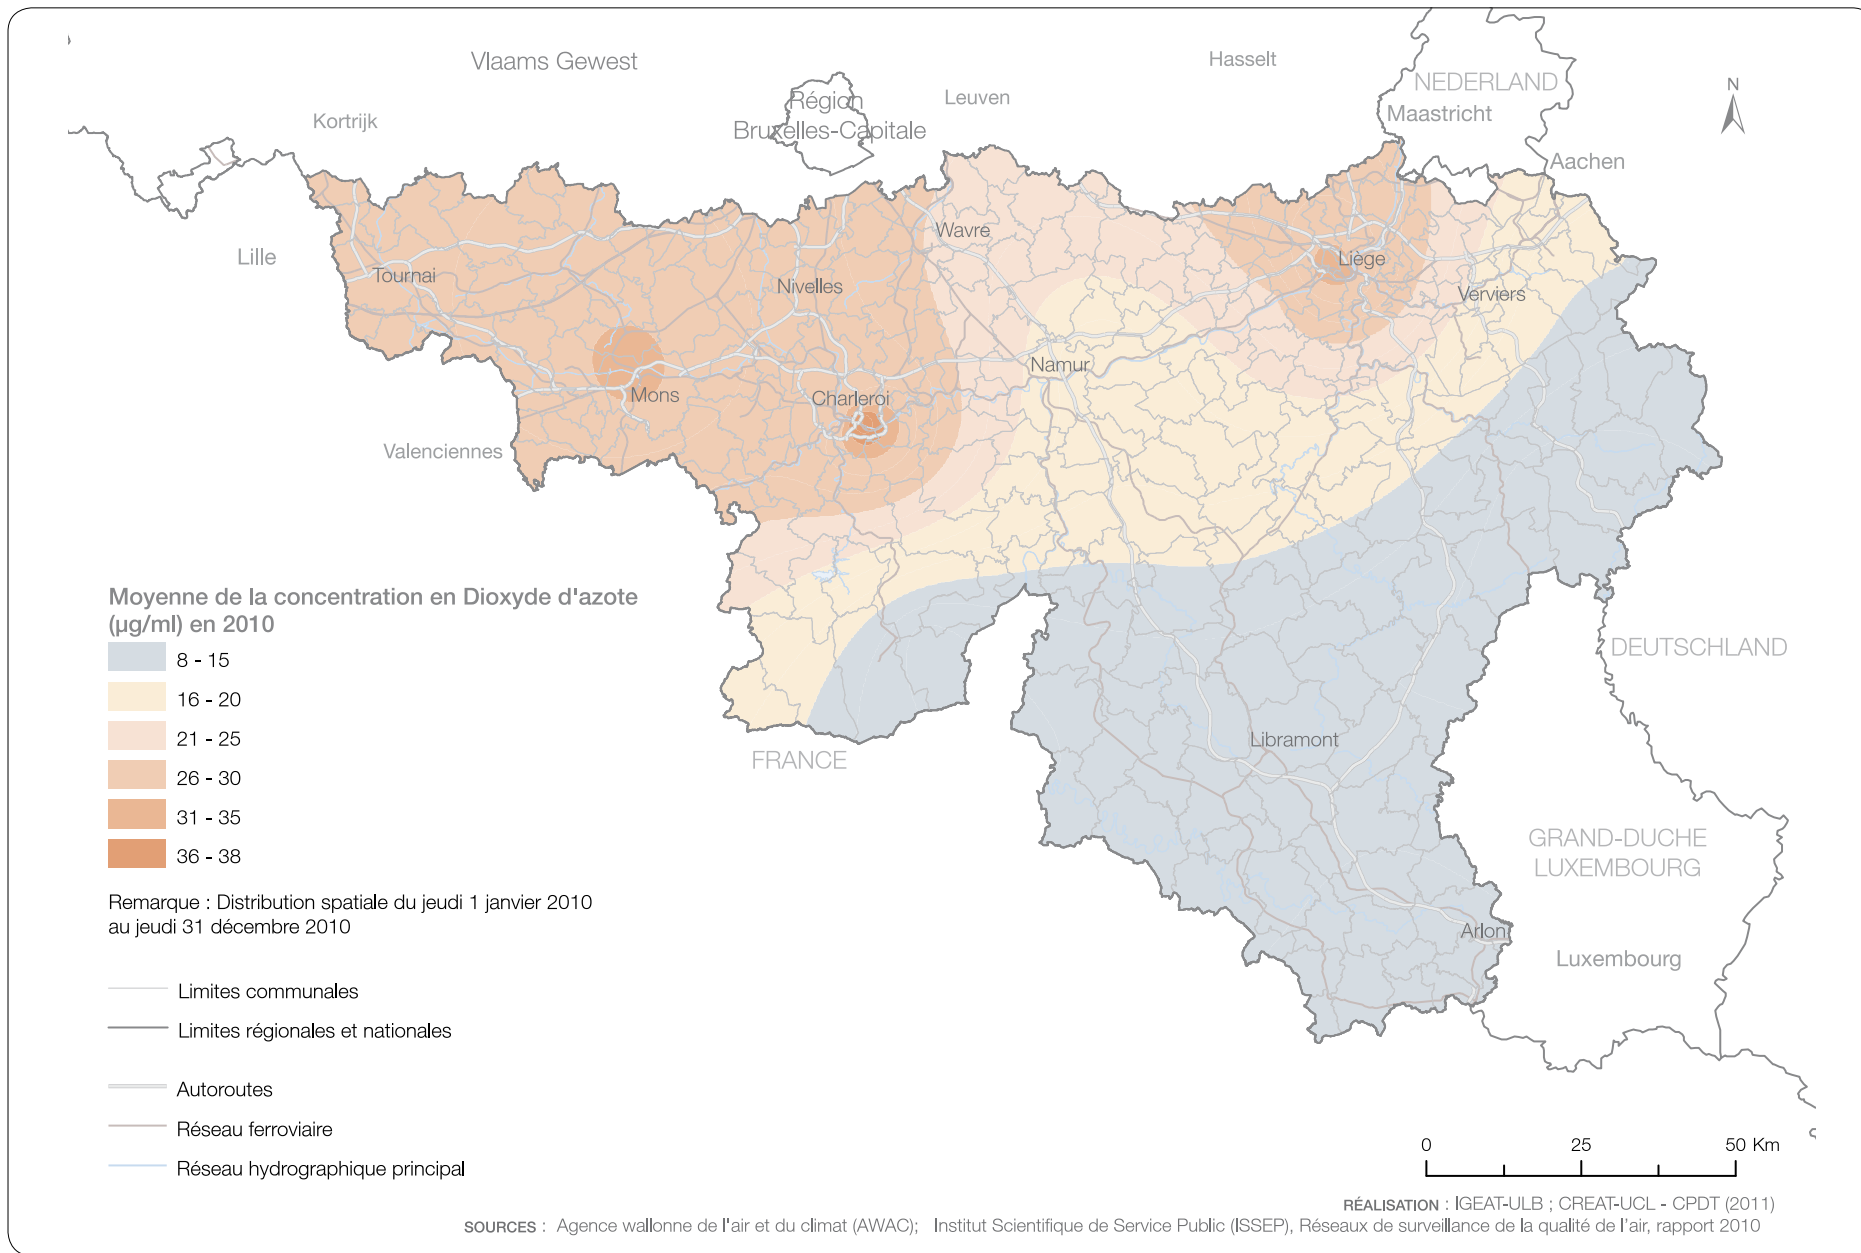 Vlaams Gewest
Hasselt
NEDERLAND
Maastricht
N
Kortrijk
Région
Bruxelles-Capitale
Leuven
Aachen
Lille
Tournai
Nivelles
Wavre
Liège
Verviers
Namur
Mons
Charleroi
Valenciennes
Moyenne de la concentration en Dioxyde d'azote
(µg/ml) en 2010
8 - 15
16 - 20
21 - 25
26 - 30
31 - 35
36 - 38
Remarque : Distribution spatiale du jeudi 1 janvier 2010
au jeudi 31 décembre 2010
Limites communales
Limites régionales et nationales
Autoroutes
Réseau ferroviaire
Réseau hydrographique principal
FRANCE
Libramont
DEUTSCHLAND
GRAND-DUCHE
LUXEMBOURG
Arlon
Luxembourg
0 25 50 Km
RÉALISATION : IGEAT-ULB ; CREAT-UCL - CPDT (2011)
SOURCES : Agence wallonne de l'air et du climat (AWAC); Institut Scientifique de Service Public (ISSEP), Réseaux de surveillance de la qualité de l'air, rapport 2010